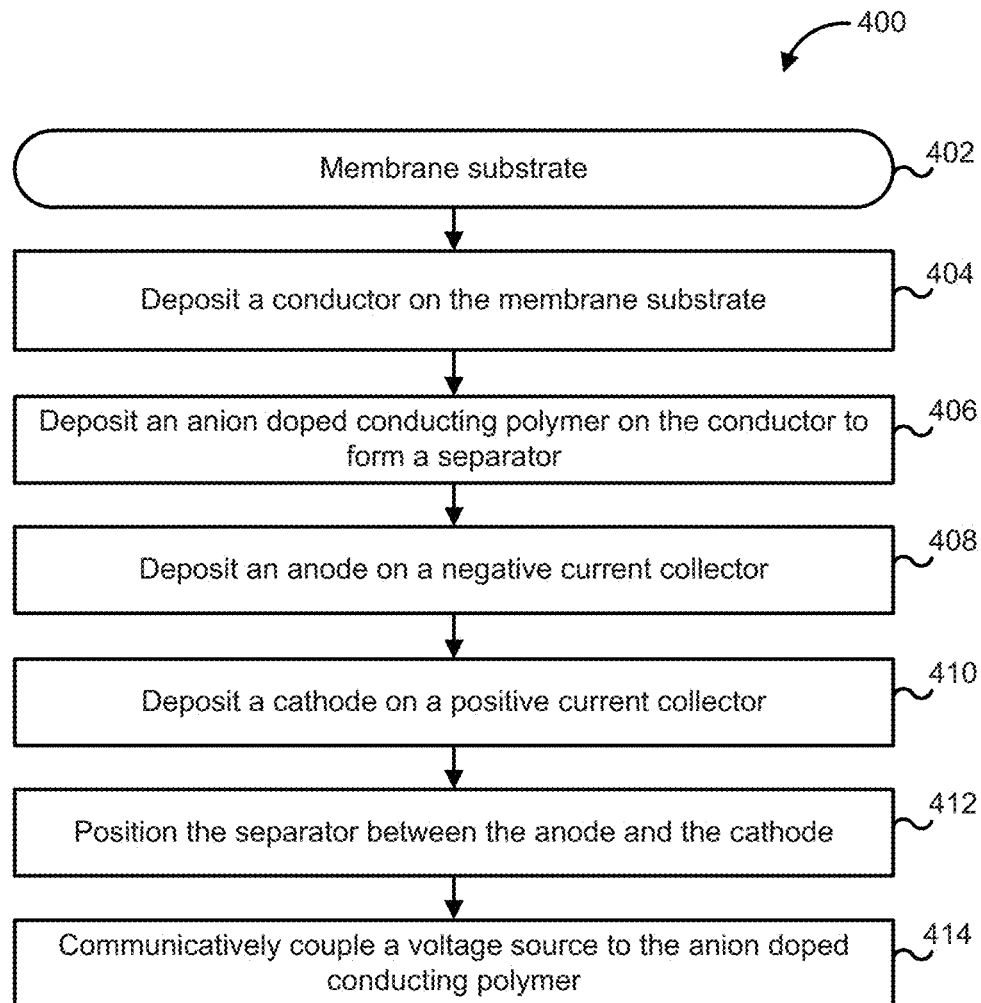 400
Membrane substrate
402
Deposit a conductor on the membrane substrate
404
Deposit an anion doped conducting polymer on the conductor to
form a separator
406
Deposit an anode on a negative current collector
408
Deposit a cathode on a positive current collector
410
Position the separator between the anode and the cathode
412
Communicatively couple a voltage source to the anion doped
conducting polymer
414